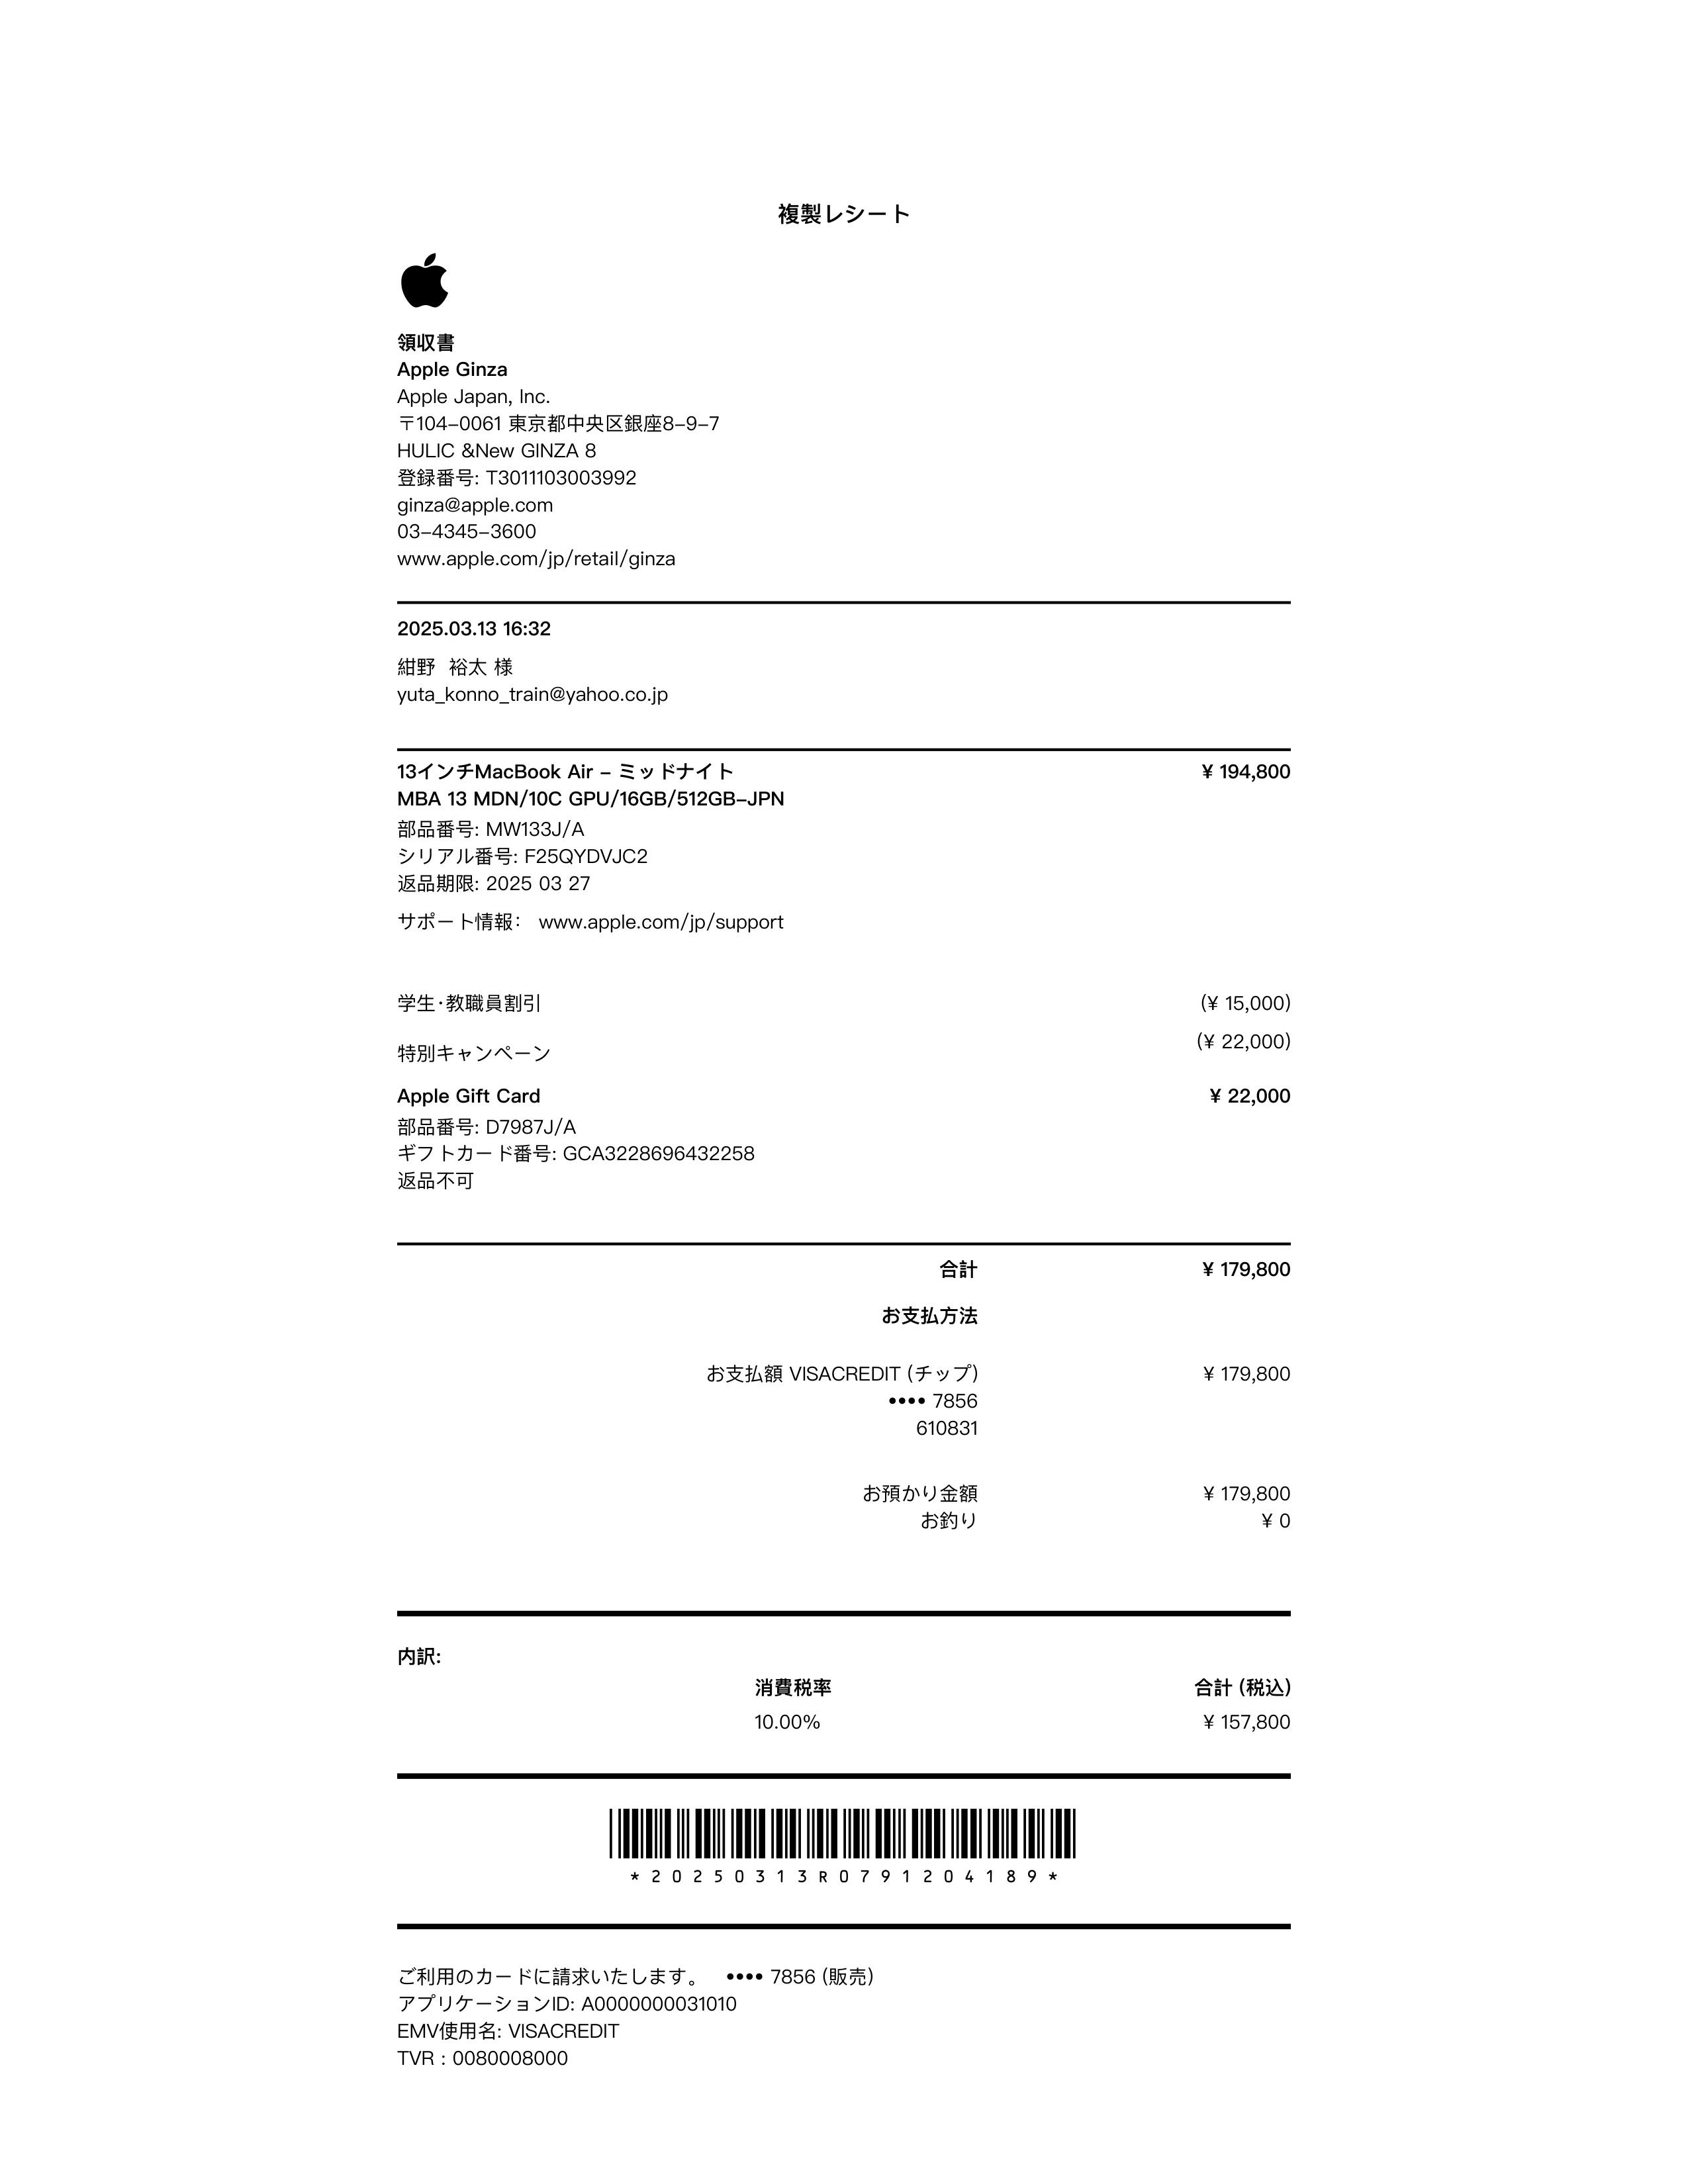 複製レシート
領収書
Apple Ginza
Apple Japan, Inc.
〒104-0061 東京都中央区銀座8-9-7
HULIC &New GINZA 8
登録番号: T3011103003992
ginza@apple.com
03-4345-3600
www.apple.com/jp/retail/ginza
2025.03.13 16:32
紺野 裕太 様
yuta_konno_train@yahoo.co.jp
13インチMacBook Air - ミッドナイト ¥ 194,800
MBA 13 MDN/10C GPU/16GB/512GB-JPN
部品番号: MW133J/A
シリアル番号: F25QYDVJC2
返品期限: 2025 03 27
サポート情報: www.apple.com/jp/support
学生·教職員割引 (¥ 15,000)
特別キャンペーン (¥ 22,000)
Apple Gift Card ¥ 22,000
部品番号: D7987J/A
ギフトカード番号: GCA3228696432258
返品不可
合計 ¥ 179,800
お支払方法
お支払額 VISACREDIT (チップ) ¥ 179,800
•••• 7856
610831
お預かり金額 ¥ 179,800
お釣り ¥ 0
内訳:
消費税率 合計 (税込)
10.00% ¥ 157,800
*20250313R0791204189*
ご利用のカードに請求いたします。 •••• 7856 (販売)
アプリケーションID: A0000000031010
EMV使用名: VISACREDIT
TVR : 0080008000